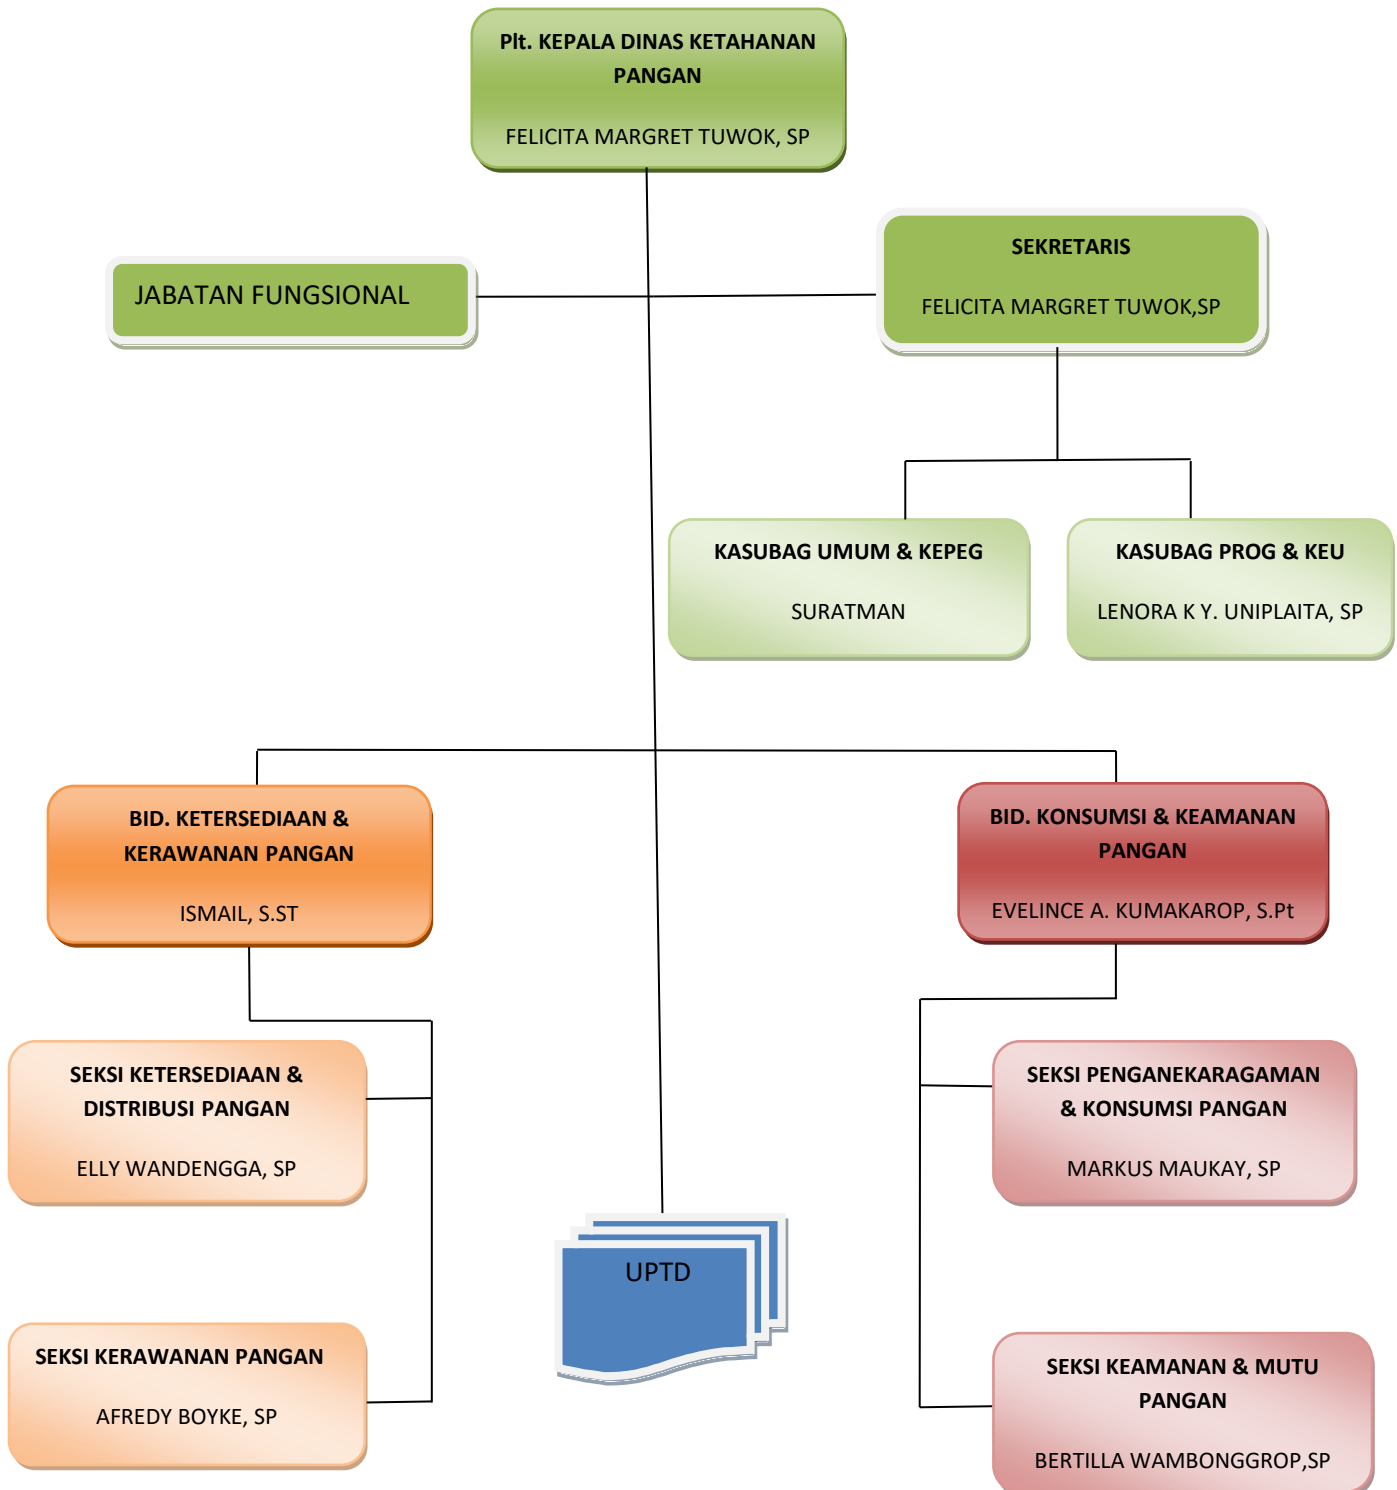 Plt. KEPALA DINAS KETAHANAN
PANGAN
FELICITA MARGRET TUWOK, SP
SEKRETARIS
FELICITA MARGRET TUWOK,SP
JABATAN FUNGSIONAL
KASUBAG UMUM & KEPEG
SURATMAN
KASUBAG PROG & KEU
LENORA K Y. UNIPLAITA, SP
BID. KETERSEDIAAN &
KERAWANAN PANGAN
ISMAIL, S.ST
BID. KONSUMSI & KEAMANAN
PANGAN
EVELINCE A. KUMAKAROP, S.Pt
SEKSI KETERSEDIAAN &
DISTRIBUSI PANGAN
ELLY WANDENGGA, SP
SEKSI PENGANEKARAGAMAN
& KONSUMSI PANGAN
MARKUS MAUKAY, SP
UPTD
SEKSI KERAWANAN PANGAN
AFREDY BOYKE, SP
SEKSI KEAMANAN & MUTU
PANGAN
BERTILLA WAMBONGGROP,SP